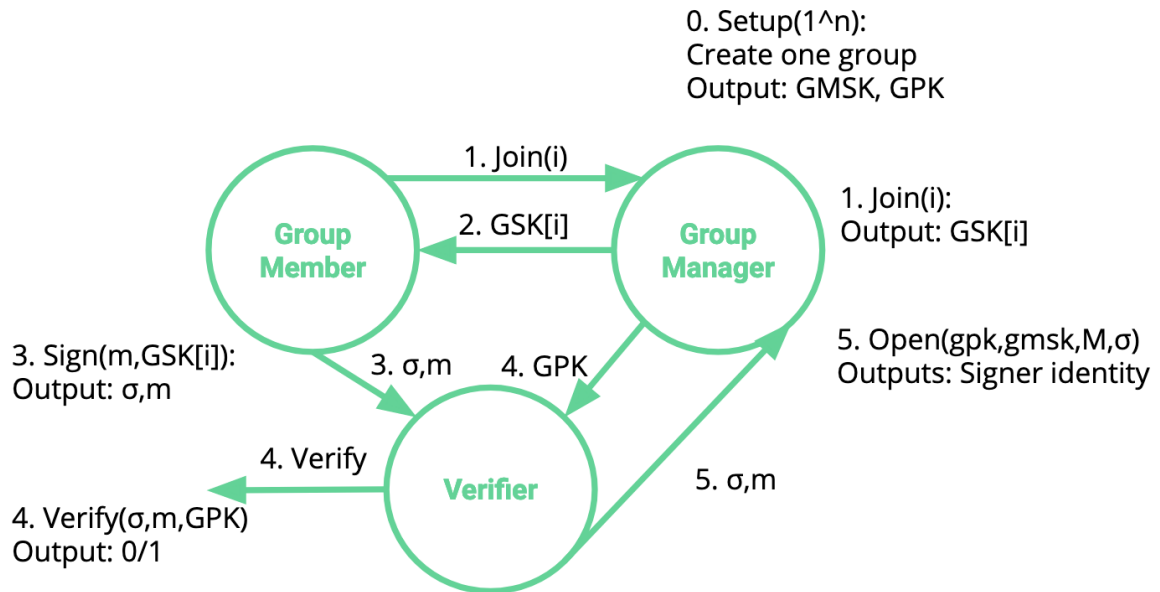 0. Setup(1^n):
Create one group
Output: GMSK, GPK
1. Join(i)
1. Join(i):
Output: GSK[i]
2. GSK[i]
Group
Member
Group
Manager
3. Sign(m,GSK[i]):
Output: σ,m
3. σ,m
4. GPK
5. Open(gpk,gmsk,M,σ)
Outputs: Signer identity
4. Verify
Verifier
5. σ,m
4. Verify(σ,m,GPK)
Output: 0/1